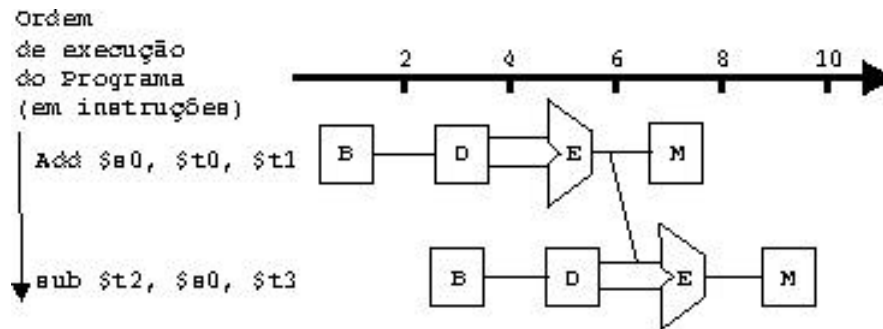 Ordem
de execução
do Programa
(em instruções)
2 4 6 8 10
Add $s0, $t0, $t1
B D E M
sub $t2, $s0, $t3
B D E M